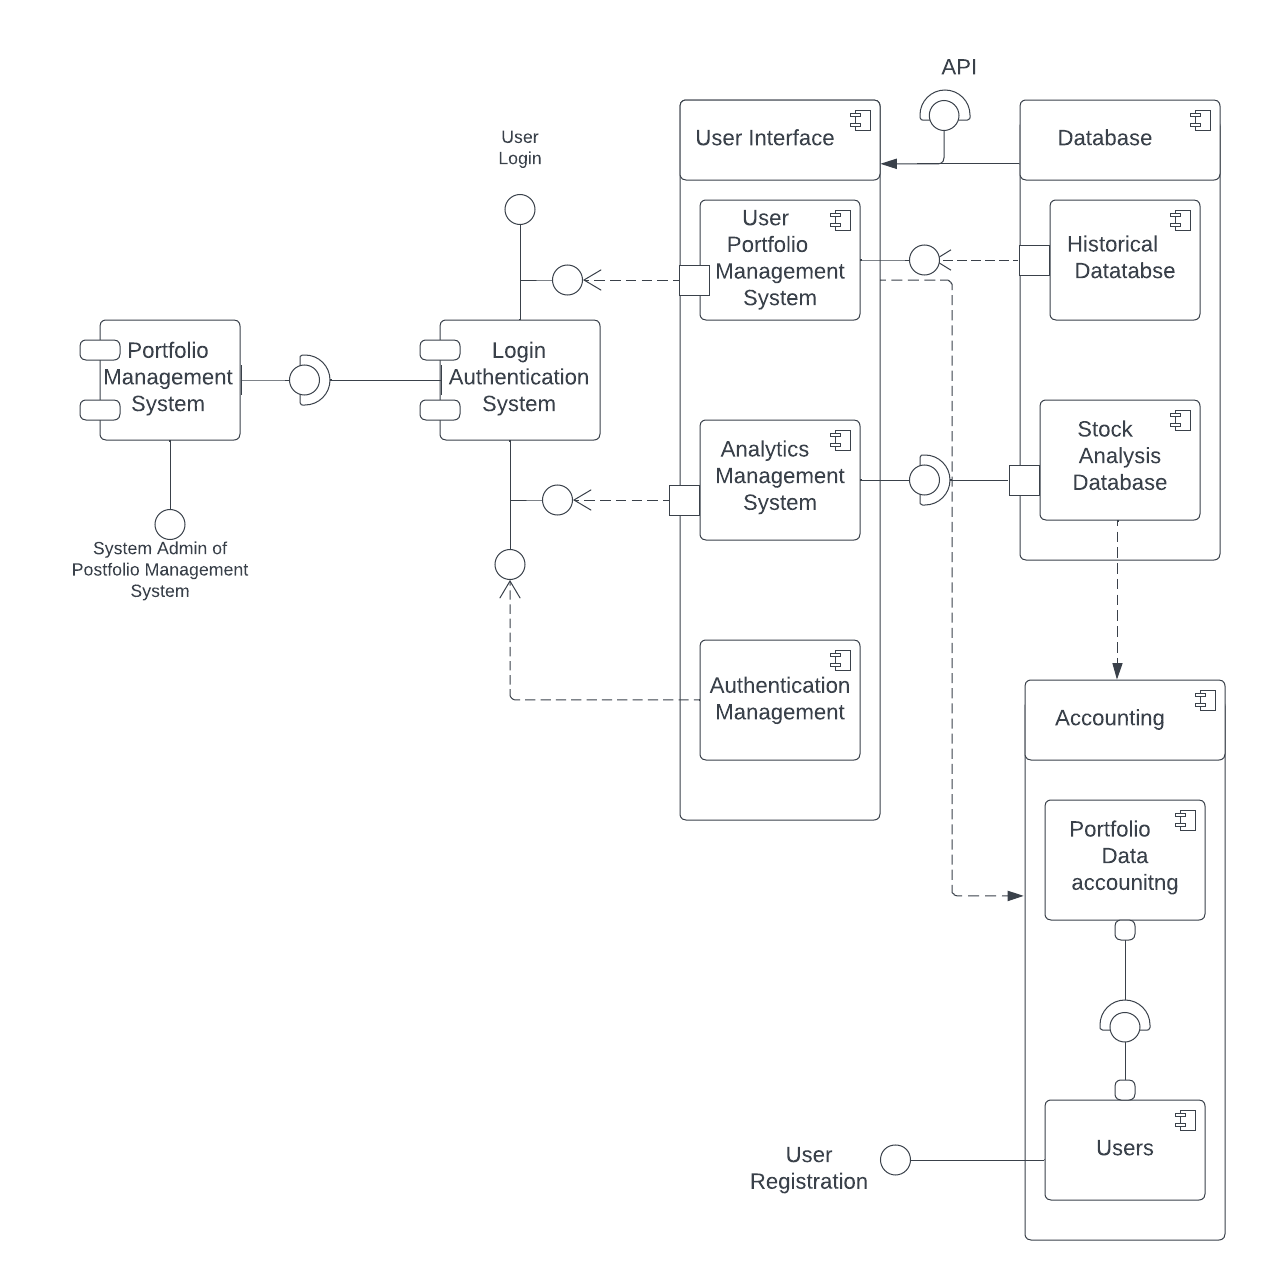 API
User Interface
Database
User
Login
User
Portfolio
Management
System
Historical
Datatabse
Portfolio
Management
System
Login
Authentication
System
Analytics
Management
System
Stock
Analysis
Database
System Admin of
Postfolio Management
System
Authentication
Management
Accounting
Portfolio
Data
accounitng
Users
User
Registration